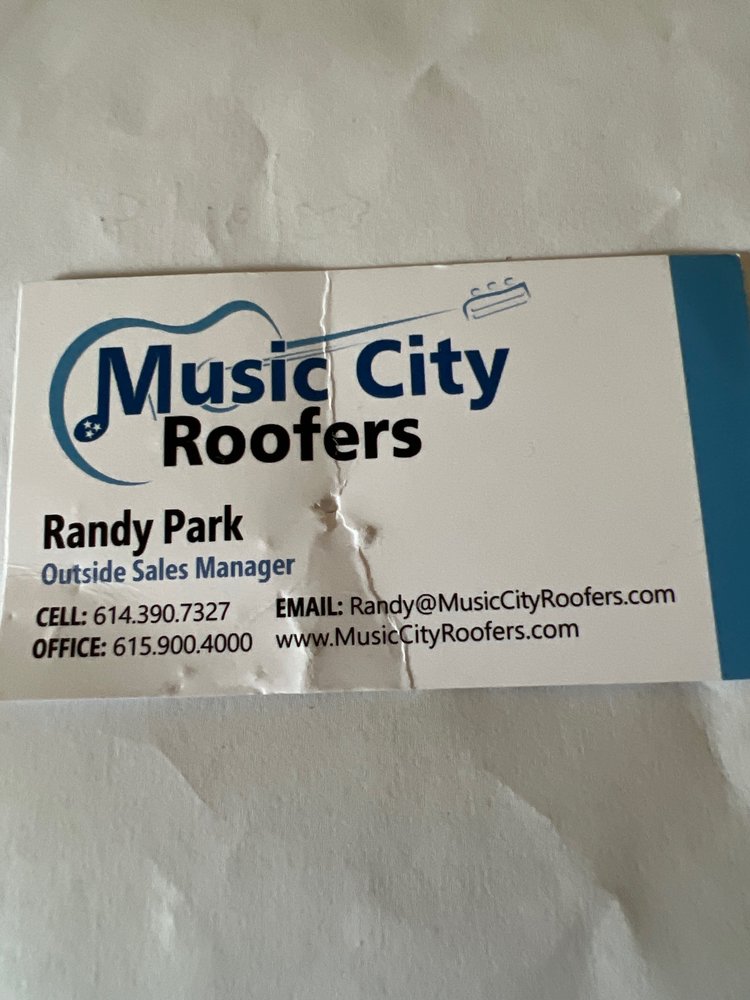 Music City
Roofers
Randy Park
Outside Sales Manager
CELL: 614.390.7327 EMAIL: Randy@MusicCityRoofers.com
OFFICE: 615.900.4000 www.MusicCityRoofers.com